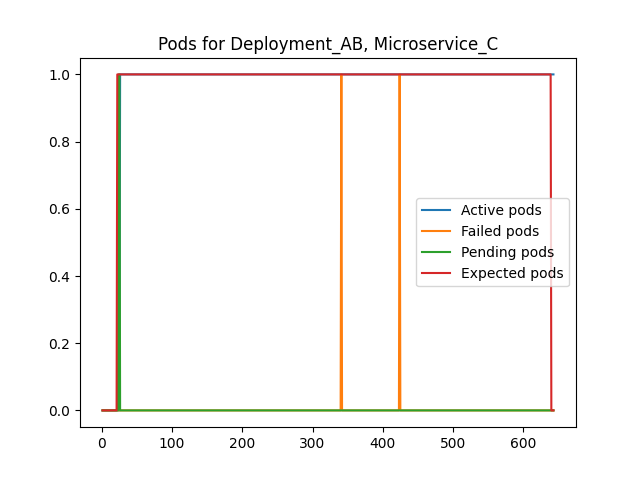 Pods for Deployment_AB, Microservice_C
1.0
0.8
0.6
0.4
0.2
0.0
Active pods
Failed pods
Pending pods
Expected pods
0 100 200 300 400 500 600